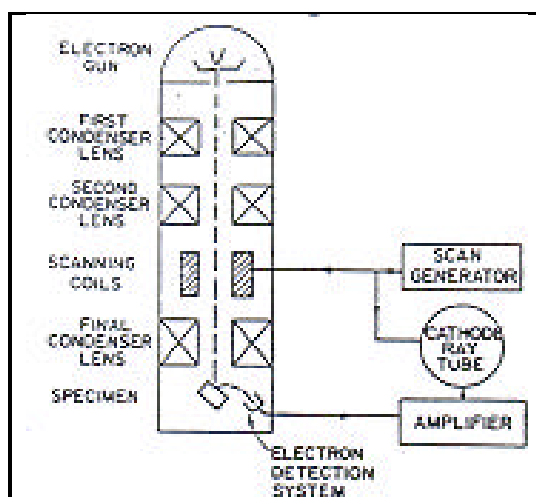 ELECTRON
GUN
FIRST
CONDENSER
LENS
SECOND
CONDENSER
LENS
SCANNING
COILS
FINAL
CONDENSER
LENS
SPECIMEN
SCAN
GENERATOR
CATHODE
RAY
TUBE
AMPLIFIER
ELECTRON
DETECTION
SYSTEM